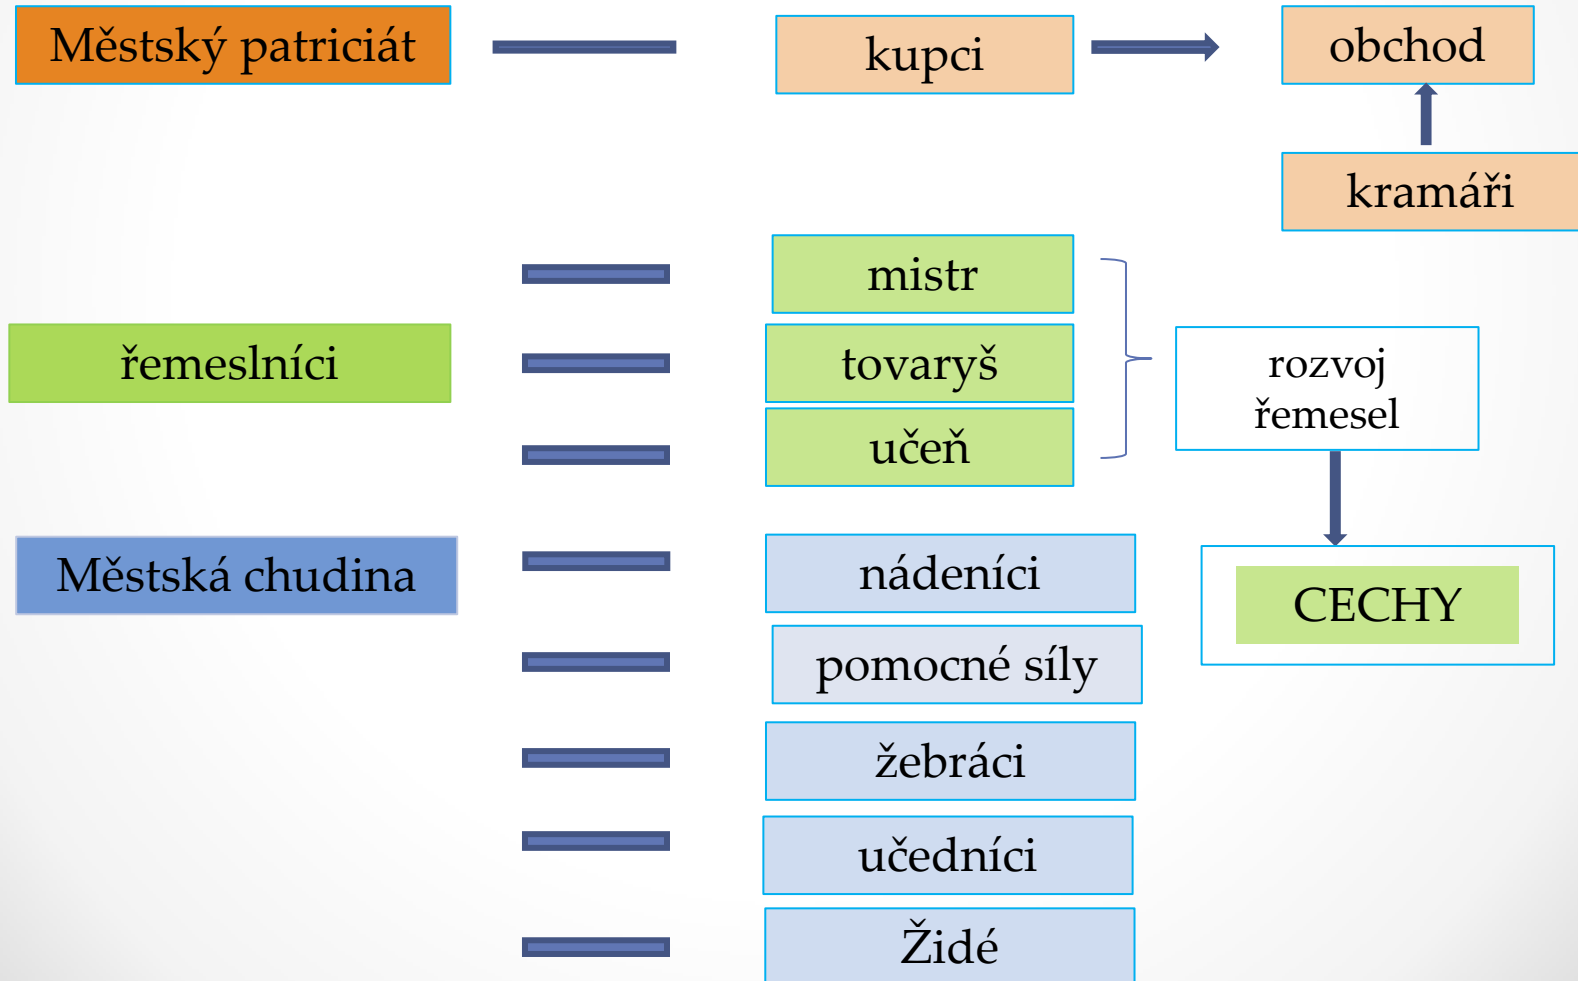 Městský patriciát
kupci
obchod
kramáři
řemeslníci
mistr
tovaryš
učeň
rozvoj
řemesel
CECHY
Městská chudina
nádeníci
pomocné síly
žebráci
učedníci
Židé